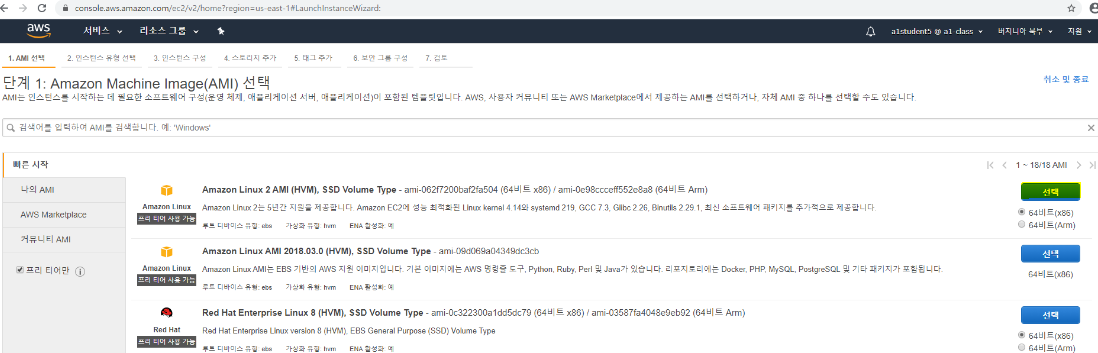 console.aws.amazon.com/ec2/v2/home?region=us-east-1#LaunchInstanceWizard:
aws 서비스 리소스 그룹 a1student5 @ a1-class 버지니아 북부 지원
1. AMI 선택 2. 인스턴스 유형 선택 3. 인스턴스 구성 4. 스토리지 추가 5. 태그 추가 6. 보안 그룹 구성 7. 검토
단계 1: Amazon Machine Image(AMI) 선택 취소 및 종료
AMI는 인스턴스를 시작하는 데 필요한 소프트웨어 구성(운영 체제, 애플리케이션 서버, 애플리케이션)이 포함된 템플릿입니다. AWS, 사용자 커뮤니티 또는 AWS Marketplace에서 제공하는 AMI를 선택하거나, 자체 AMI 중 하나를 선택할 수도 있습니다.
검색어를 입력하여 AMI를 검색합니다. 예: 'Windows'
빠른 시작 1 ~ 18/18 AMI
나의 AMI
AWS Marketplace
커뮤니티 AMI
프리 티어만
Amazon Linux
프리 티어 사용 가능
Amazon Linux 2 AMI (HVM), SSD Volume Type - ami-062f7200baf2fa504 (64비트 x86) / ami-0e98ccceff552e8a8 (64비트 Arm)
Amazon Linux 2는 5년간 지원을 제공합니다. Amazon EC2에 성능 최적화된 Linux kernel 4.14와 systemd 219, GCC 7.3, Glibc 2.26, Binutils 2.29.1, 최신 소프트웨어 패키지를 추가적으로 제공합니다.
루트 디바이스 유형: ebs 가상화 유형: hvm ENA 활성화: 예
선택
64비트(x86)
64비트(Arm)
Amazon Linux
프리 티어 사용 가능
Amazon Linux AMI 2018.03.0 (HVM), SSD Volume Type - ami-09d069a04349dc3cb
Amazon Linux AMI는 EBS 기반의 AWS 지원 이미지입니다. 기본 이미지에는 AWS 명령줄 도구, Python, Ruby, Perl 및 Java가 있습니다. 리포지토리에는 Docker, PHP, MySQL, PostgreSQL 및 기타 패키지가 포함됩니다.
루트 디바이스 유형: ebs 가상화 유형: hvm ENA 활성화: 예
선택
64비트(x86)
Red Hat
프리 티어 사용 가능
Red Hat Enterprise Linux 8 (HVM), SSD Volume Type - ami-0c322300a1dd5dc79 (64비트 x86) / ami-03587fa4048e9eb92 (64비트 Arm)
Red Hat Enterprise Linux version 8 (HVM), EBS General Purpose (SSD) Volume Type
루트 디바이스 유형: ebs 가상화 유형: hvm ENA 활성화: 예
선택
64비트(x86)
64비트(Arm)